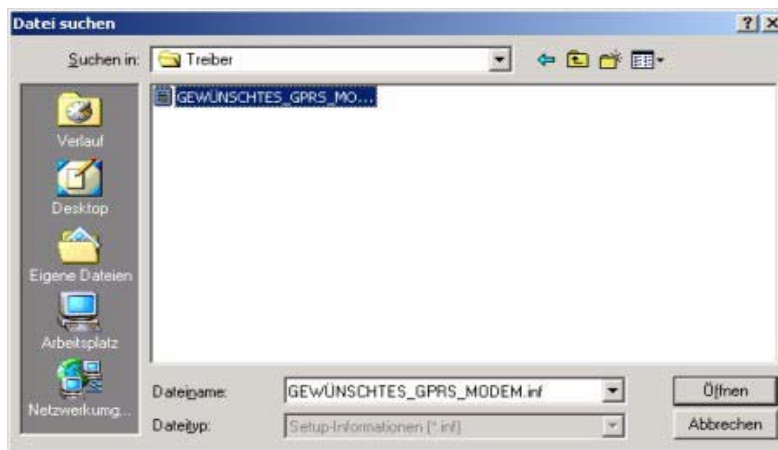 Datei suchen
Suchen in: Treiber
GEWÜNSCHTES_GPRS_MO...
Verlauf
Desktop
Eigene Dateien
Arbeitsplatz
Netzwerkumg...
Dateiname: GEWÜNSCHTES_GPRS_MODEM.inf Öffnen
Dateityp: Setup-Informationen (*.inf) Abbrechen